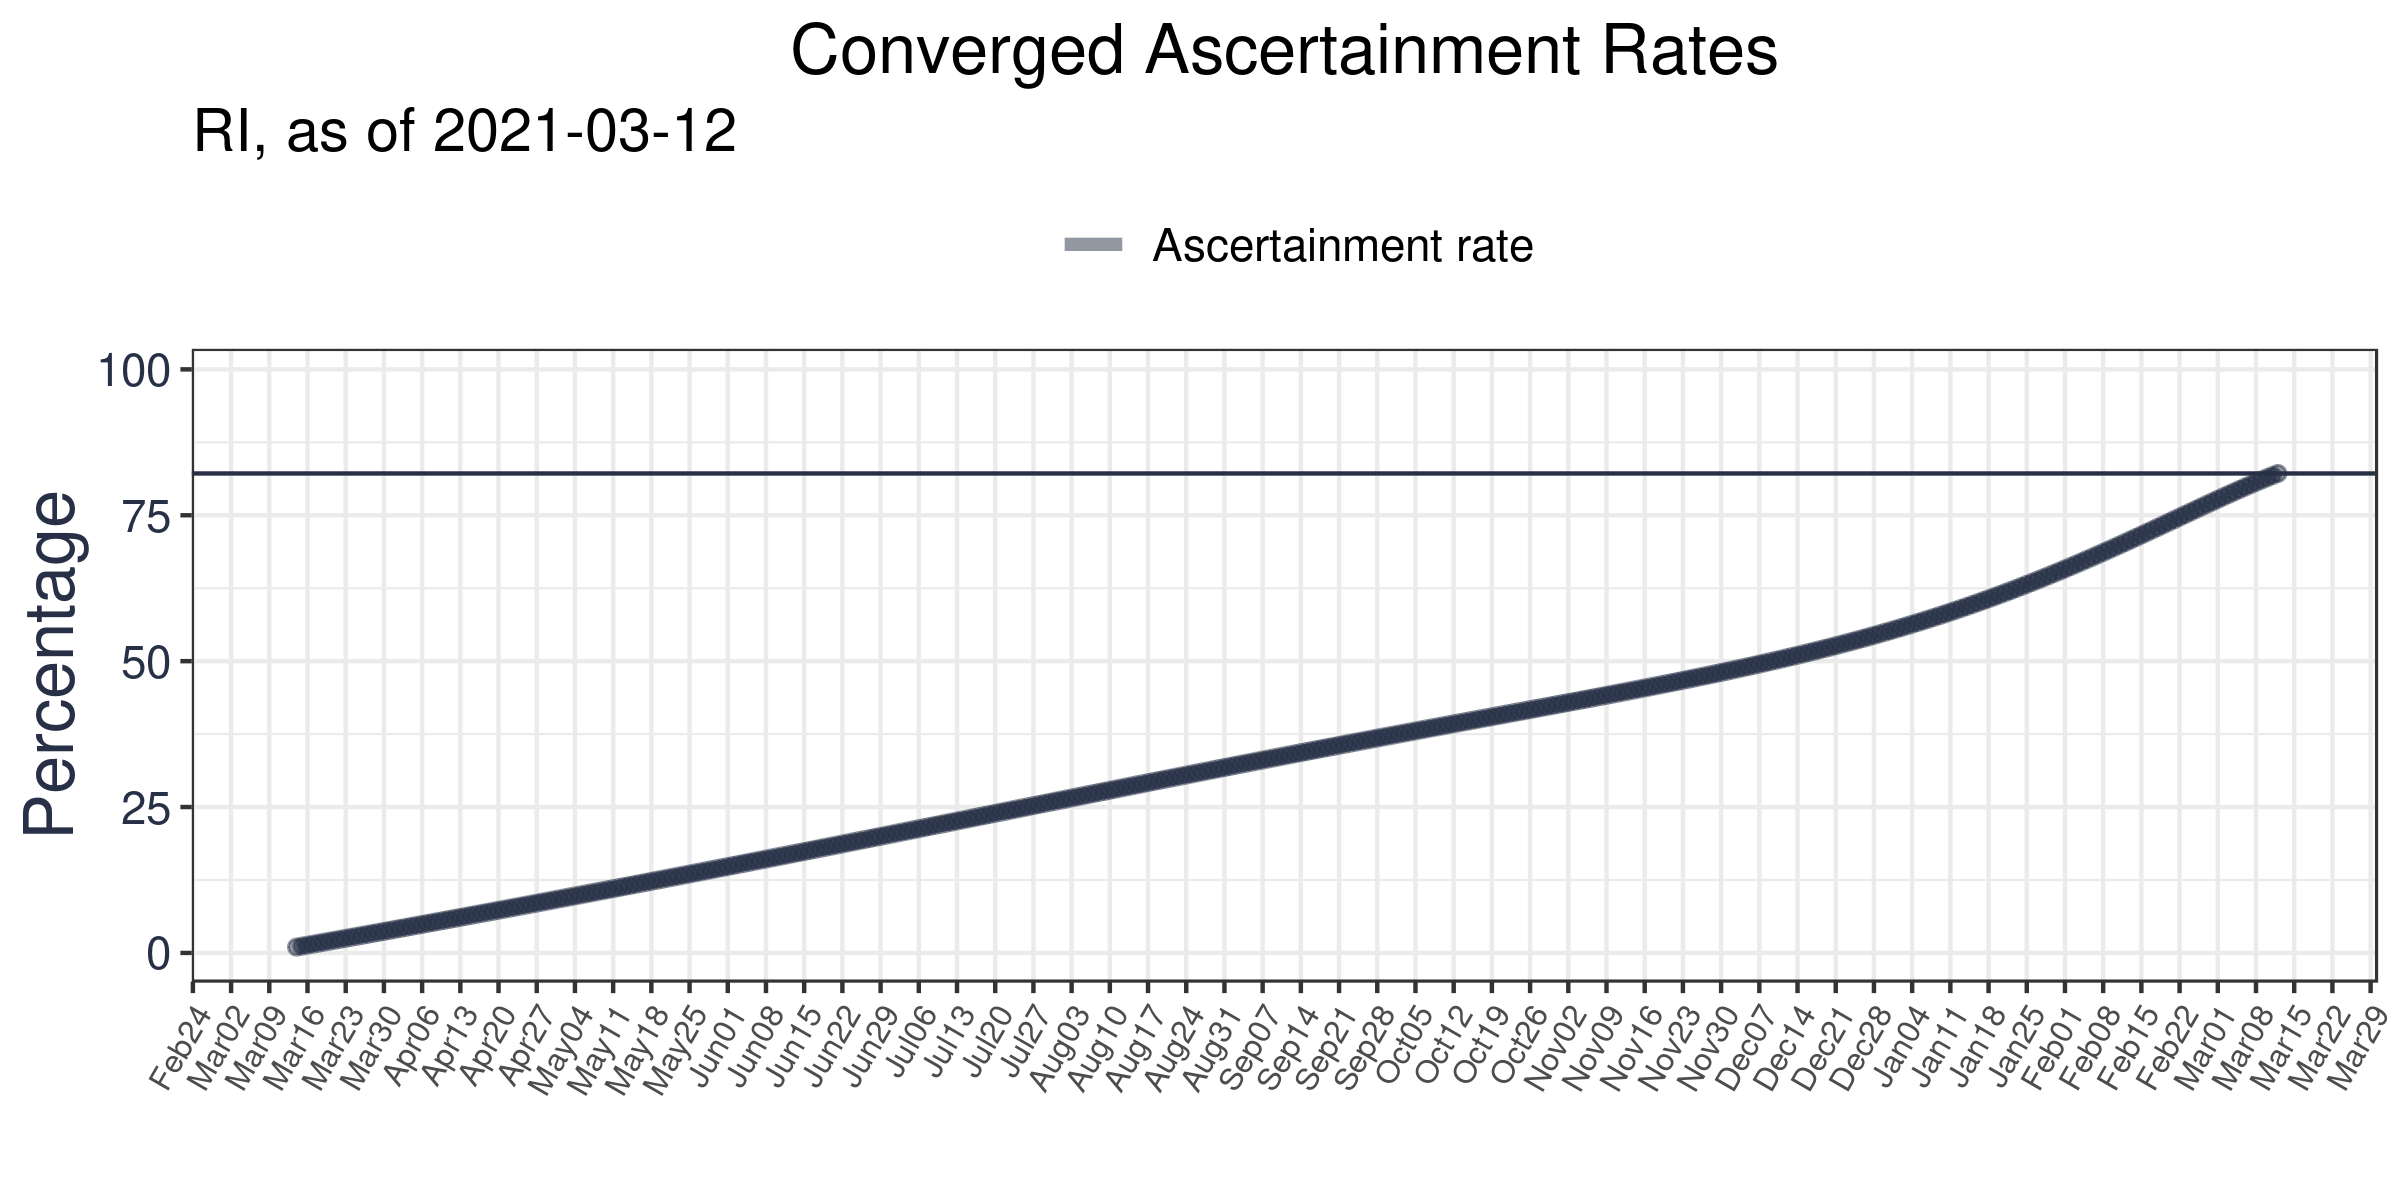 Converged Ascertainment Rates
RI, as of 2021-03-12
Ascertainment rate
Percentage
100
75
50
25
0
Feb24
Mar02
Mar09
Mar16
Mar23
Mar30
Apr06
Apr13
Apr20
Apr27
May04
May11
May18
May25
Jun01
Jun08
Jun15
Jun22
Jun29
Jul06
Jul13
Jul20
Jul27
Aug03
Aug10
Aug17
Aug24
Aug31
Sep07
Sep14
Sep21
Sep28
Oct05
Oct12
Oct19
Oct26
Nov02
Nov09
Nov16
Nov23
Nov30
Dec07
Dec14
Dec21
Dec28
Jan04
Jan11
Jan18
Jan25
Feb01
Feb08
Feb15
Feb22
Mar01
Mar08
Mar15
Mar22
Mar29